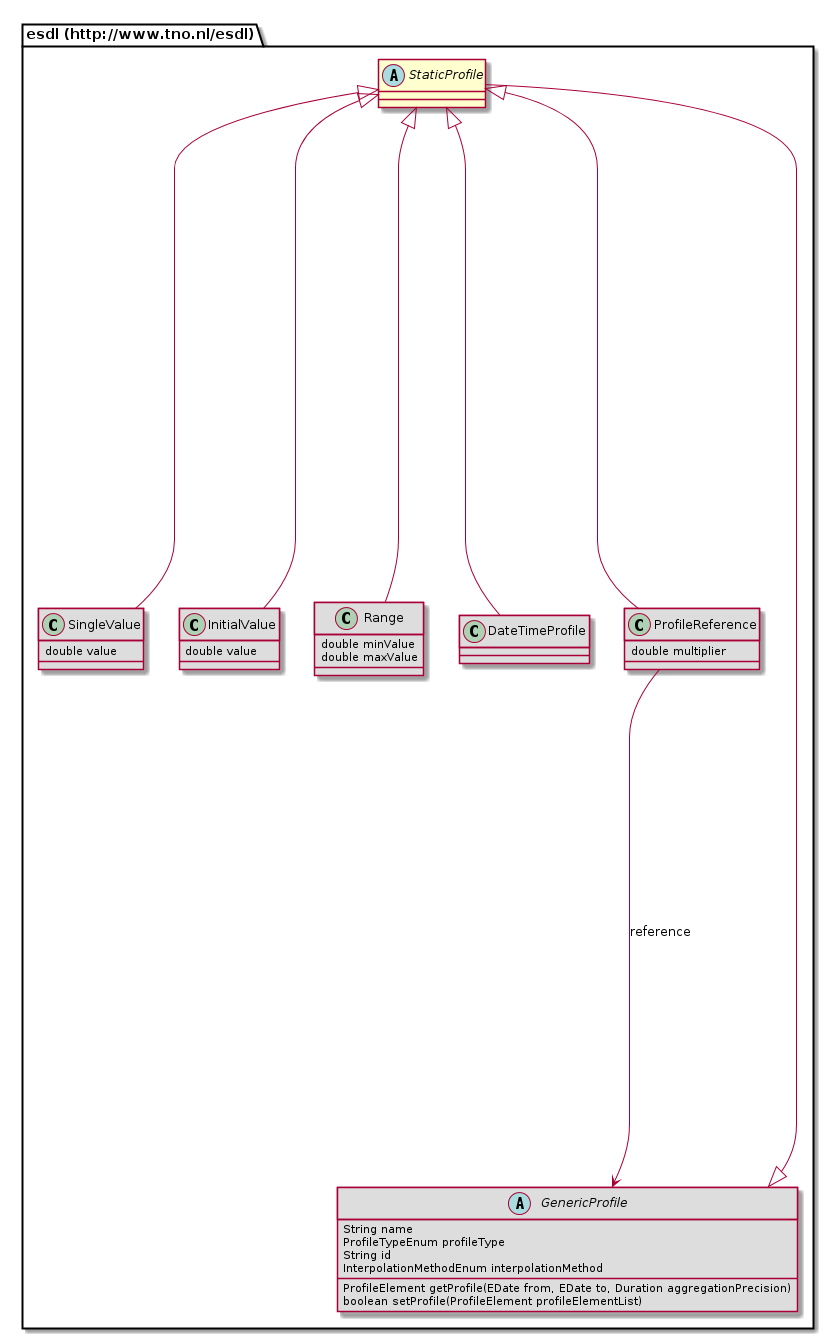 esdl (http://www.tno.nl/esdl)
A StaticProfile
C SingleValue
double value
C InitialValue
double value
C Range
double minValue
double maxValue
C DateTimeProfile
C ProfileReference
double multiplier
reference
A GenericProfile
String name
ProfileTypeEnum profileType
String id
InterpolationMethodEnum interpolationMethod
ProfileElement getProfile(EDate from, EDate to, Duration aggregationPrecision)
boolean setProfile(ProfileElement profileElementList)